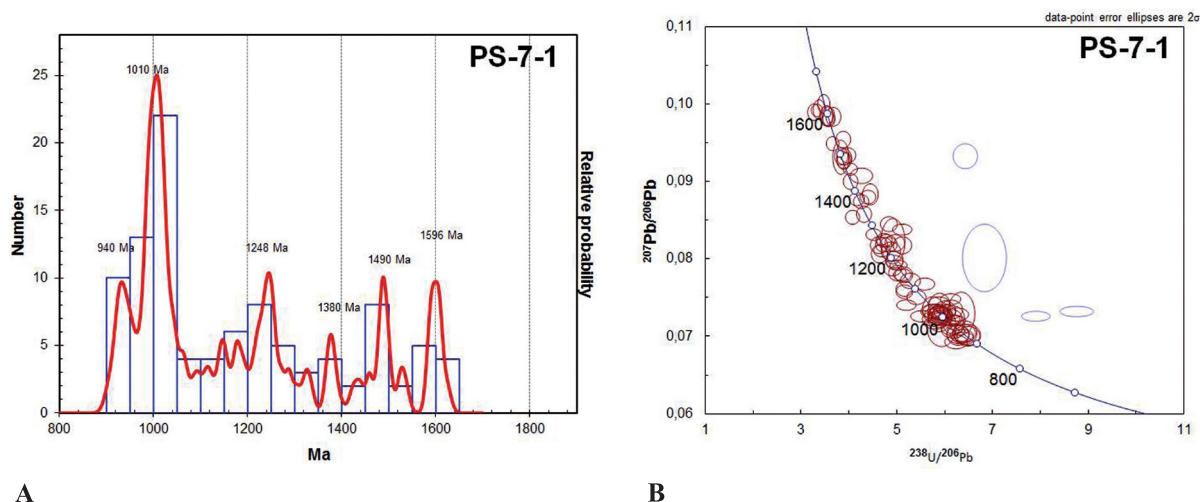 PS-7-1
1010 Ma
940 Ma
1248 Ma
1380 Ma
1490 Ma
1596 Ma
Number
25
20
15
10
5
0
800
1000
1200
1400
1600
1800
Ma
Relative probability
A
data-point error ellipses are 2σ
PS-7-1
0,11
0,10
0,09
0,08
0,07
0,06
207Pb/206Pb
1600
1400
1200
1000
800
1
3
5
7
9
11
238U/206Pb
B